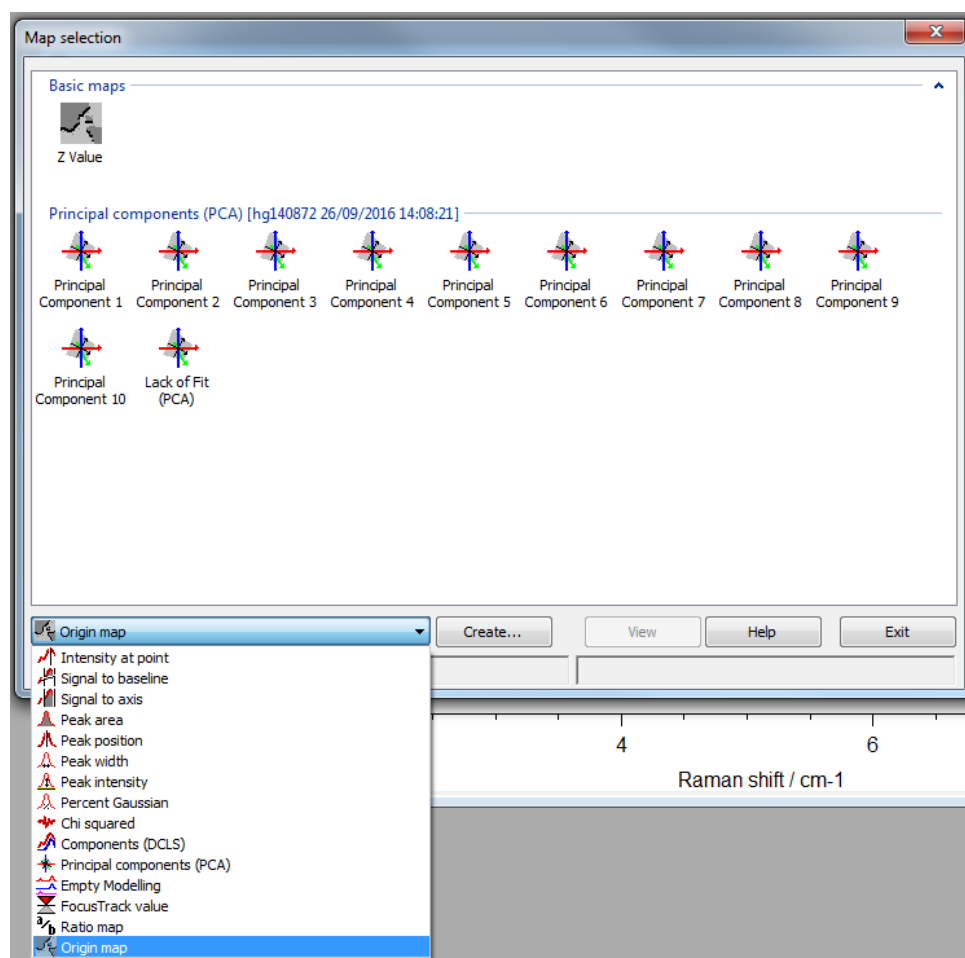 Map selection
Basic maps
Z Value
Principal components (PCA) [hg140872 26/09/2016 14:08:21]
Principal Principal Principal Principal Principal Principal Principal Principal Principal
Component 1 Component 2 Component 3 Component 4 Component 5 Component 6 Component 7 Component 8 Component 9
Principal Lack of Fit
Component 10 (PCA)
Origin map Create... View Help Exit
Intensity at point
Signal to baseline
Signal to axis
Peak area
Peak position
Peak width
Peak intensity
Percent Gaussian
Chi squared
Components (DCLS)
Principal components (PCA)
Empty Modelling
FocusTrack value
a/b Ratio map
Origin map
4 6
Raman shift / cm-1